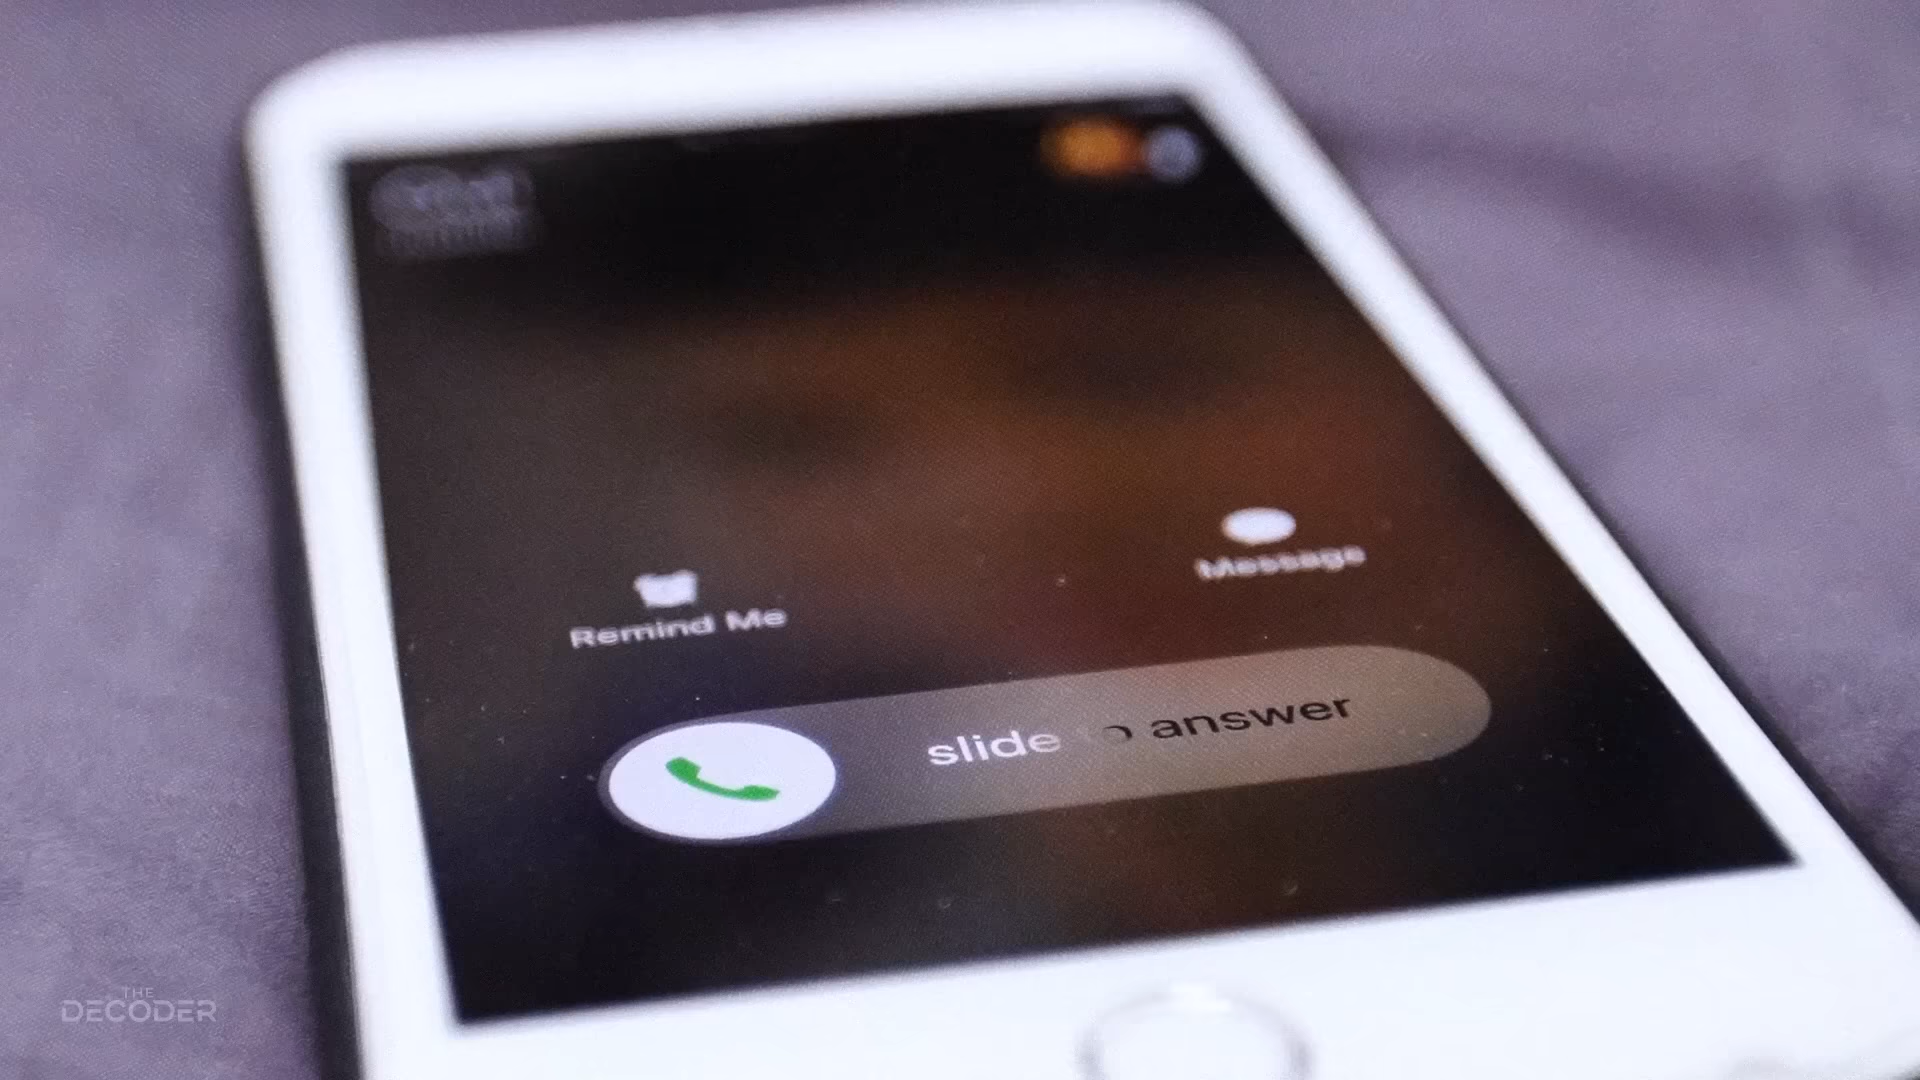 Message
Remind Me
slide o answer
THE
DECODER